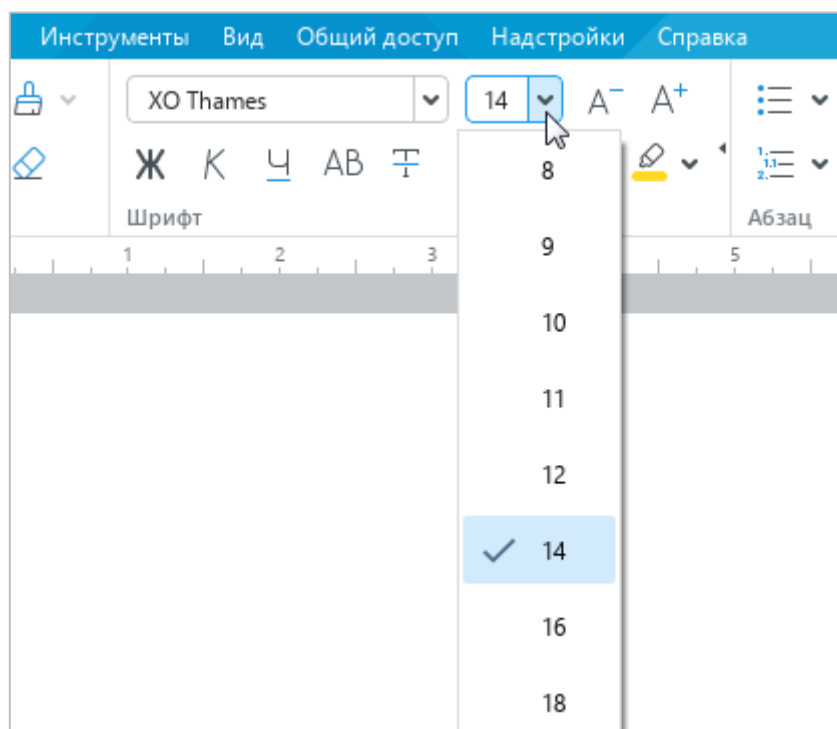 Инструменты Вид Общий доступ Надстройки Справка
XO Thames 14 A− A+
Ж К Ч АВ Т
8
Шрифт Абзац
1 2 3 5
9
10
11
12
14
16
18